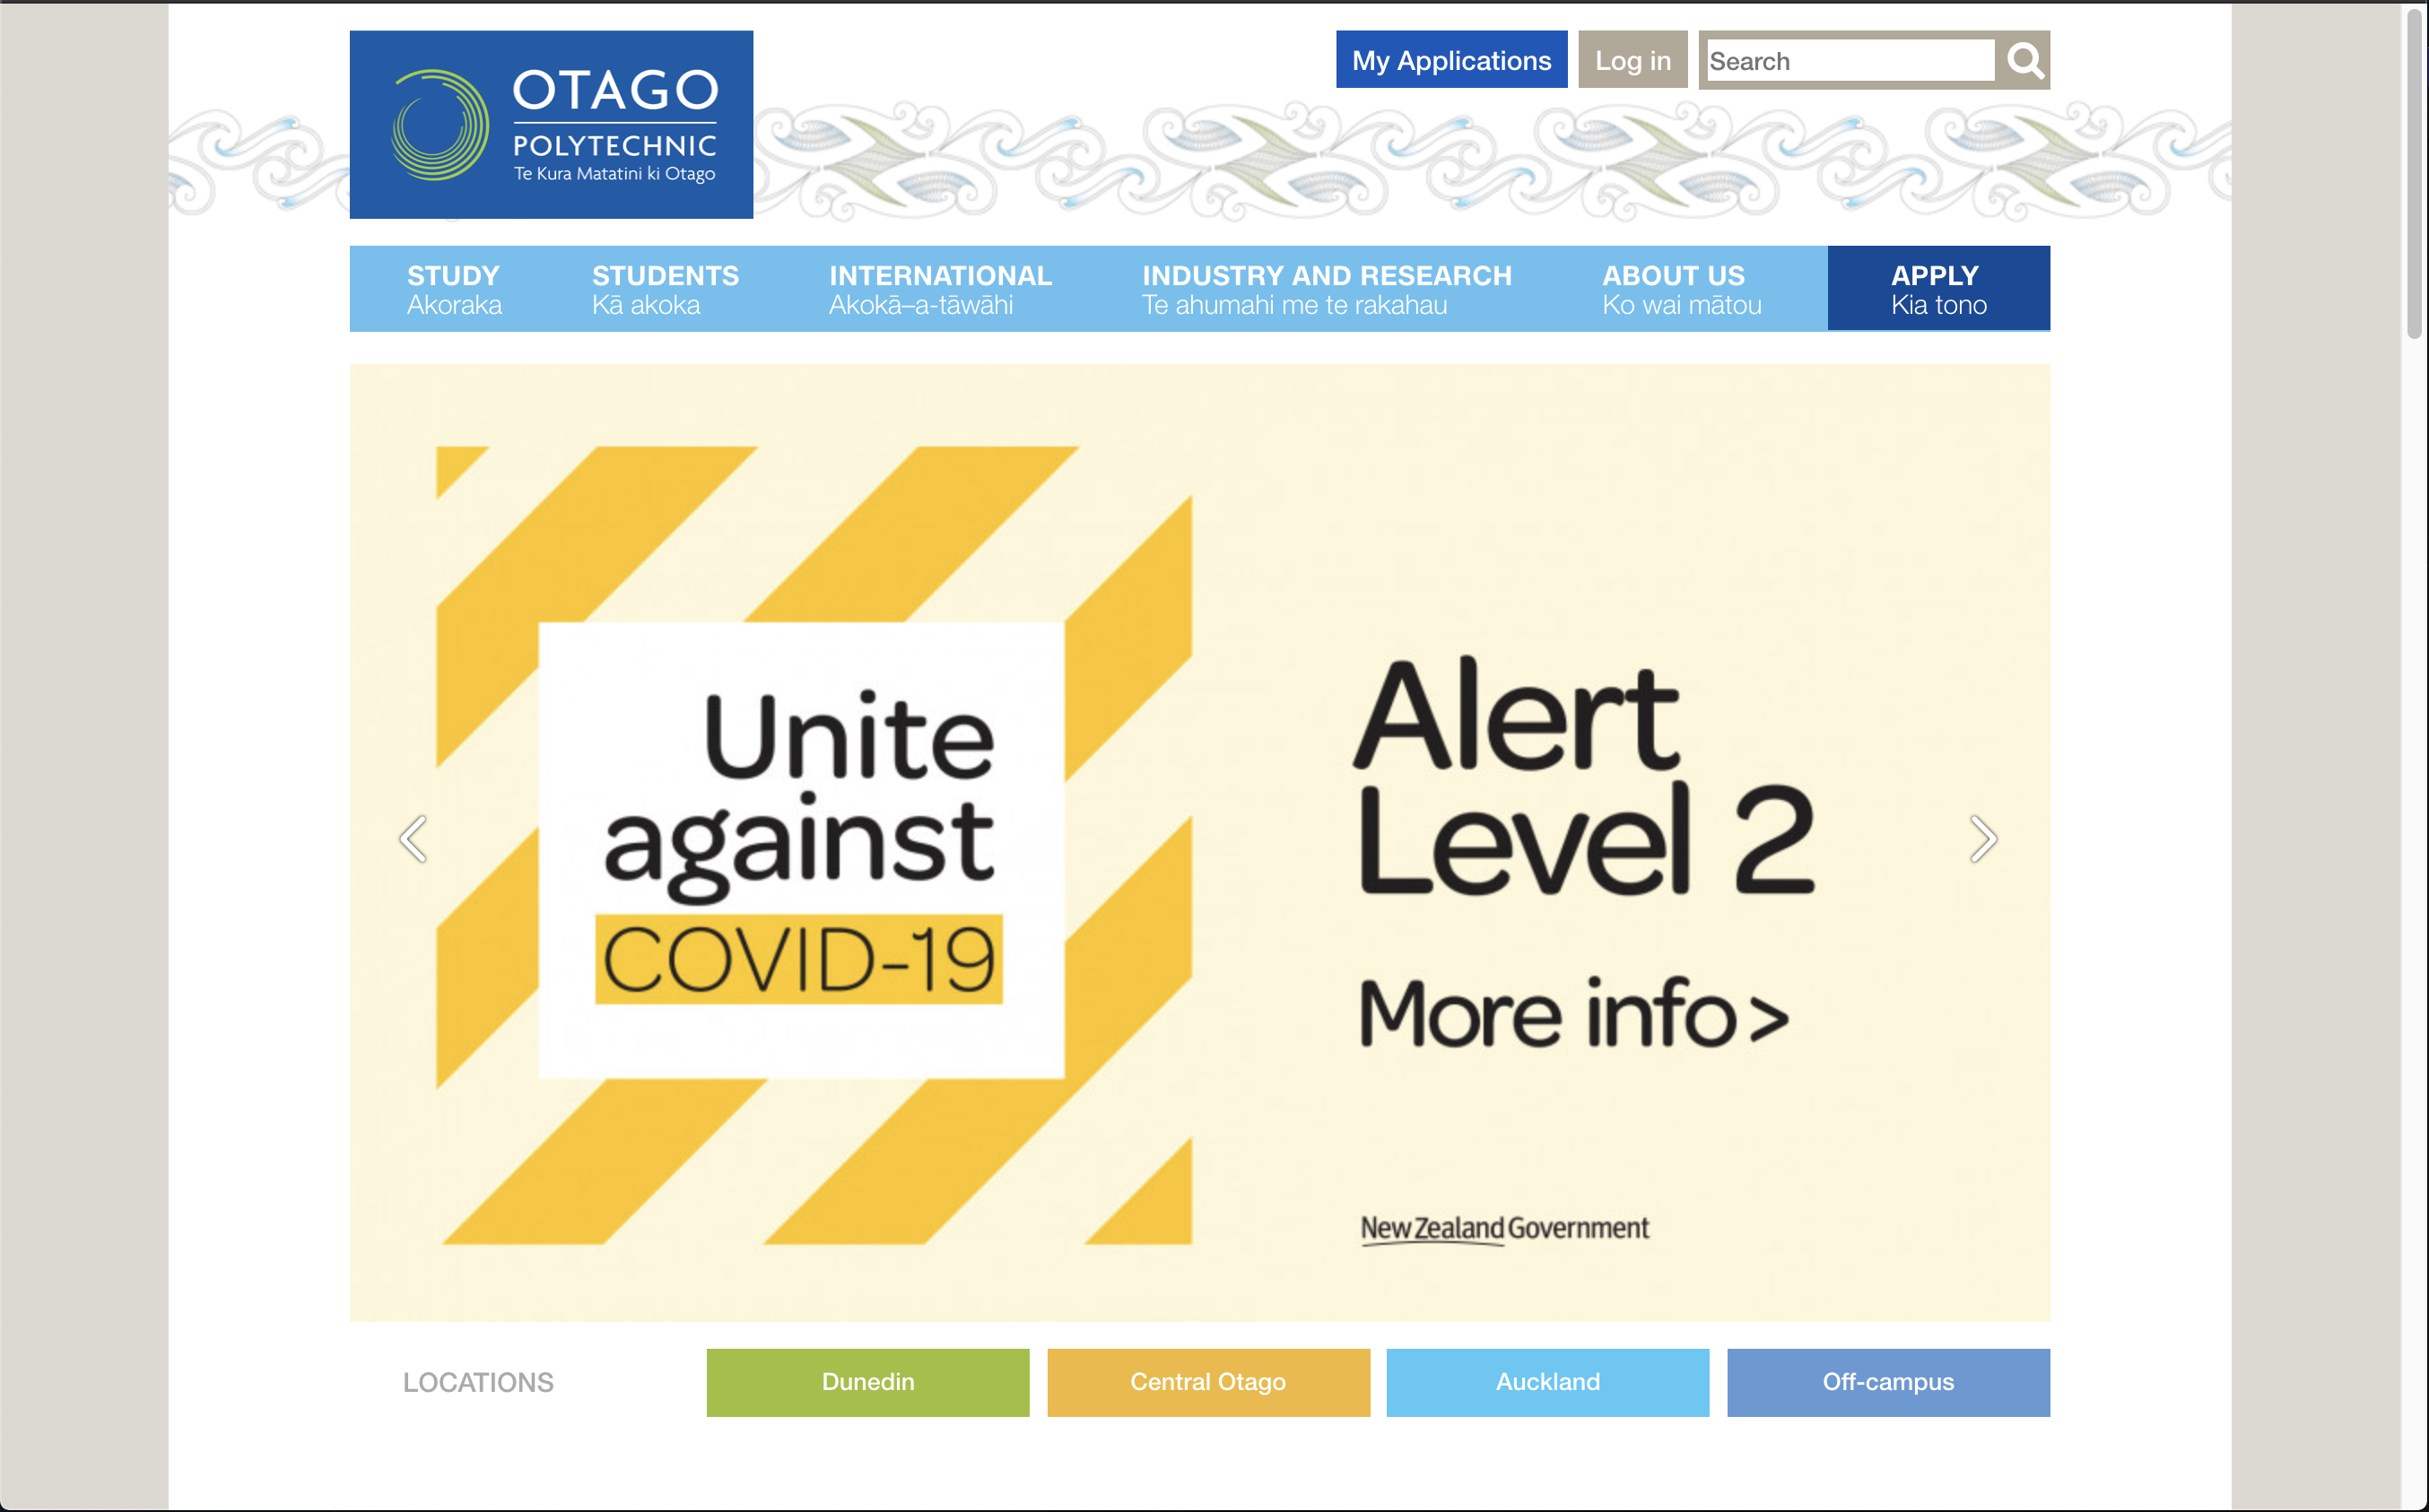 OTAGO
POLYTECHNIC
Te Kura Matatini ki Otago
My Applications
Log in
Search
STUDY
Akoraka
STUDENTS
Kā akoka
INTERNATIONAL
Akokā–a-tāwāhi
INDUSTRY AND RESEARCH
Te ahumahi me te rakahau
ABOUT US
Ko wai mātou
APPLY
Kia tono
Unite
against
COVID-19
Alert
Level 2
More info >
New Zealand Government
LOCATIONS
Dunedin
Central Otago
Auckland
Off-campus